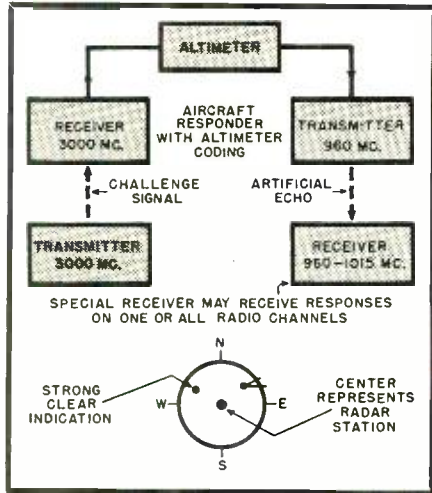 ALTIMETER
RECEIVER
3000 MC.
AIRCRAFT
RESPONDER
WITH ALTIMETER
CODING
TRANSMITTER
960 MC.
CHALLENGE
SIGNAL
ARTIFICIAL
ECHO
TRANSMITTER
3000 MC.
RECEIVER
960-1015 MC.
SPECIAL RECEIVER MAY RECEIVE RESPONSES
ON ONE OR ALL RADIO CHANNELS
N
STRONG
CLEAR
INDICATION
W
E
CENTER
REPRESENTS
RADAR
STATION
S